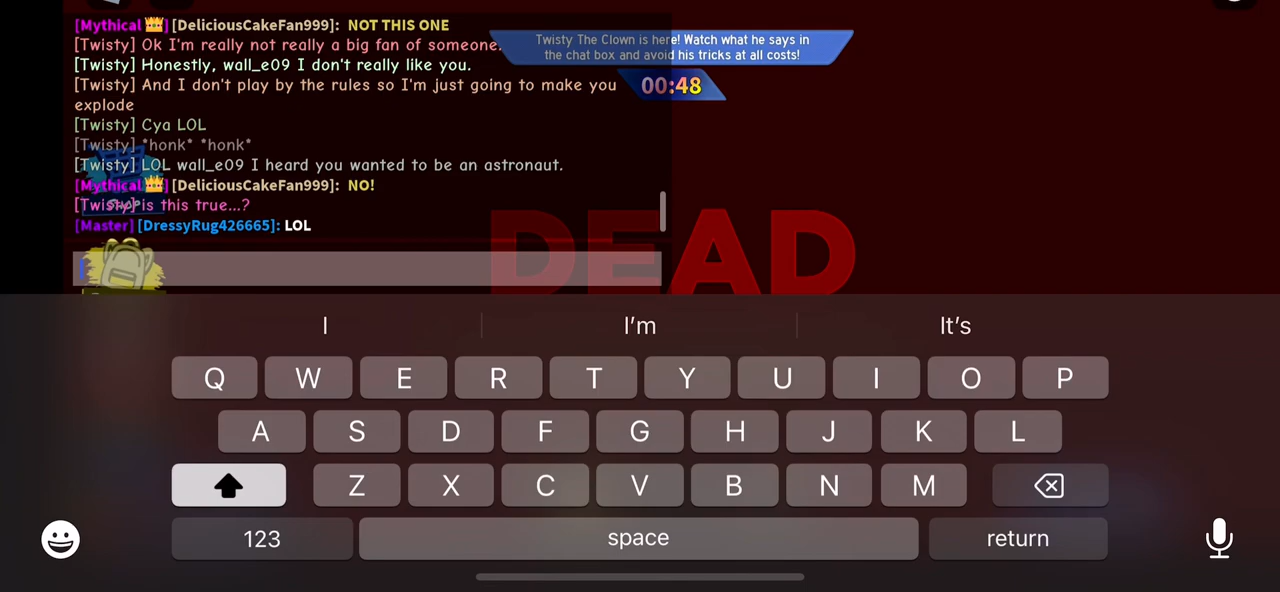 [Mythical👑] [DeliciousCakeFan999]: NOT THIS ONE
[Twisty] Ok I'm really not really a big fan of someone.
[Twisty] Honestly, wall_e09 I don't really like you.
[Twisty] And I don't play by the rules so I'm just going to make you
explode
[Twisty] Cya LOL
[Twisty] *honk* *honk*
[Twisty] LOL wall_e09 I heard you wanted to be an astronaut.
[Mythical👑] [DeliciousCakeFan999]: NO!
[Twisty] is this true...?
[Master] [DressyRug426665]: LOL
Twisty The Clown is here! Watch what he says in
the chat box and avoid his tricks at all costs!
00:48
DEAD
I I'm It's
Q W E R T Y U I O P
A S D F G H J K L
Z X C V B N M
123 space return